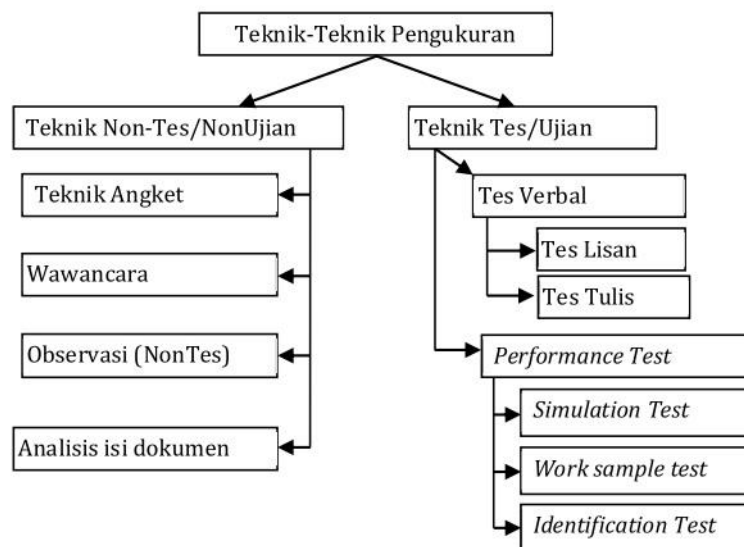 Teknik-Teknik Pengukuran
Teknik Non-Tes/NonUjian
Teknik Angket
Wawancara
Observasi (NonTes)
Analisis isi dokumen
Teknik Tes/Ujian
Tes Verbal
Tes Lisan
Tes Tulis
Performance Test
Simulation Test
Work sample test
Identification Test